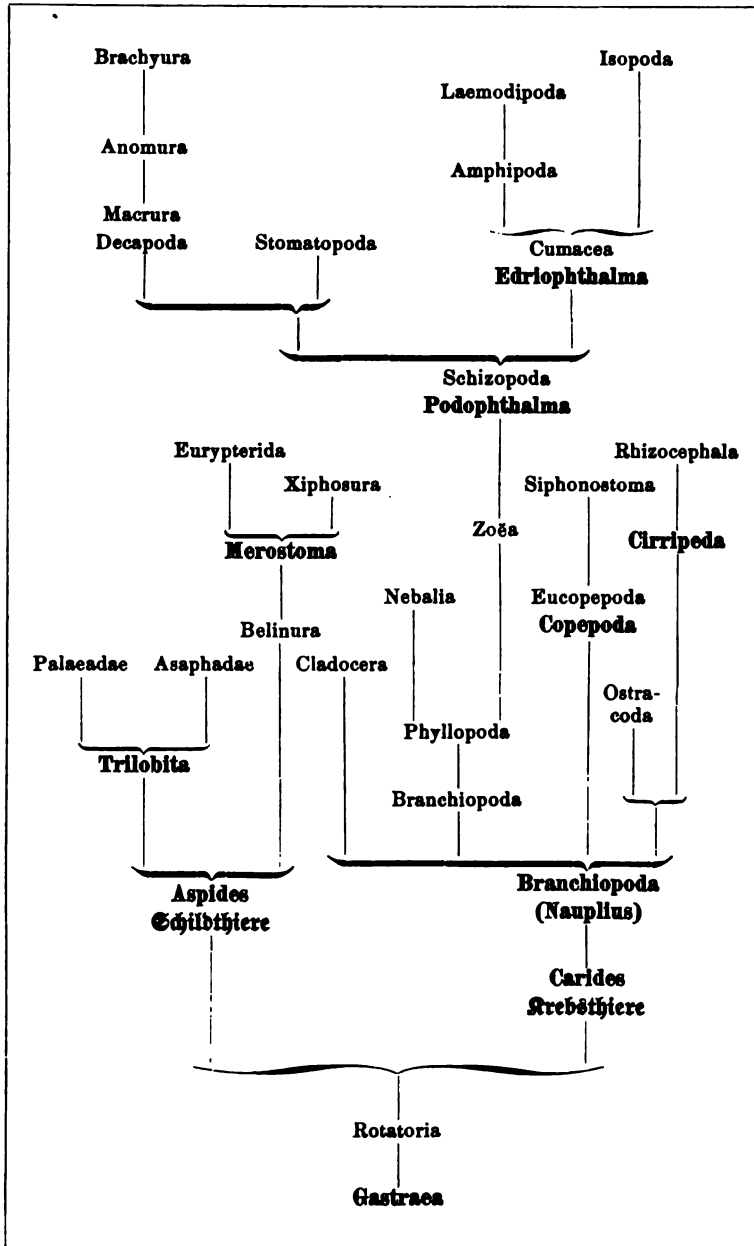 Brachyura
Isopoda
Laemodipoda
Anomura
Amphipoda
Macrura
Decapoda
Stomatopoda
Cumacea
Edriophthalma
Schizopoda
Podophthalma
Eurypterida
Rhizocephala
Xiphosura
Siphonostoma
Zoëa
Cirripeda
Merostoma
Nebalia
Eucopepoda
Copepoda
Belinura
Palaeadae
Asaphadae
Cladocera
Ostra-
coda
Phyllopoda
Trilobita
Branchiopoda
Aspides
Schildthiere
Branchiopoda
(Nauplius)
Carides
Krebsthiere
Rotatoria
Gastraea